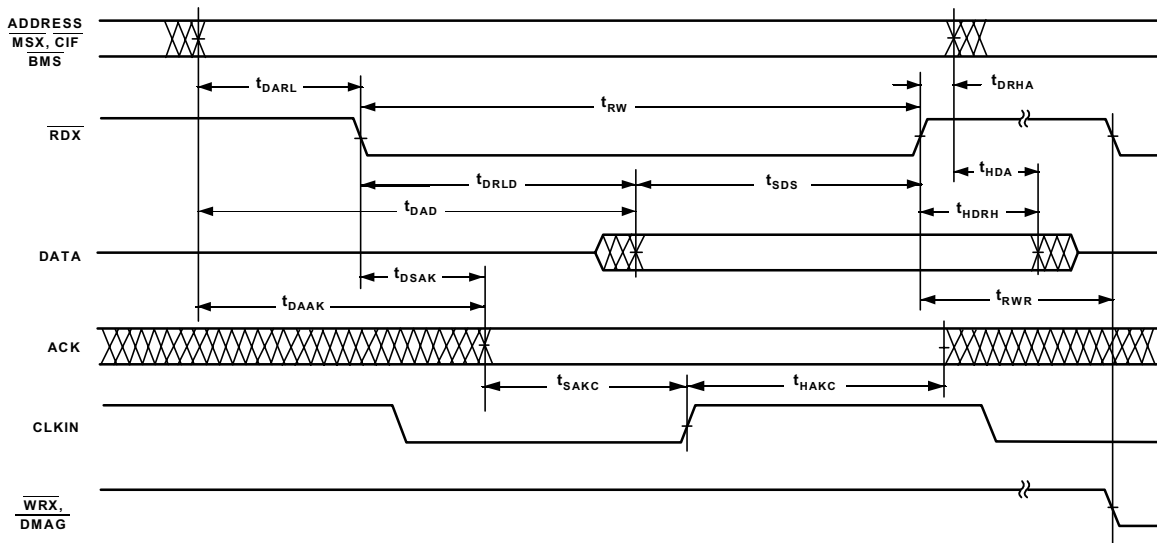 ADDRESS
MSX, CIF
BMS
tDARL
tRW
tDRHA
RDX
tHDA
tDRLD
tSDS
tHDRH
tDAD
DATA
tDSAK
tDAAK
tRWR
ACK
tSAKC
tHAKC
CLKIN
WRX,
DMAG